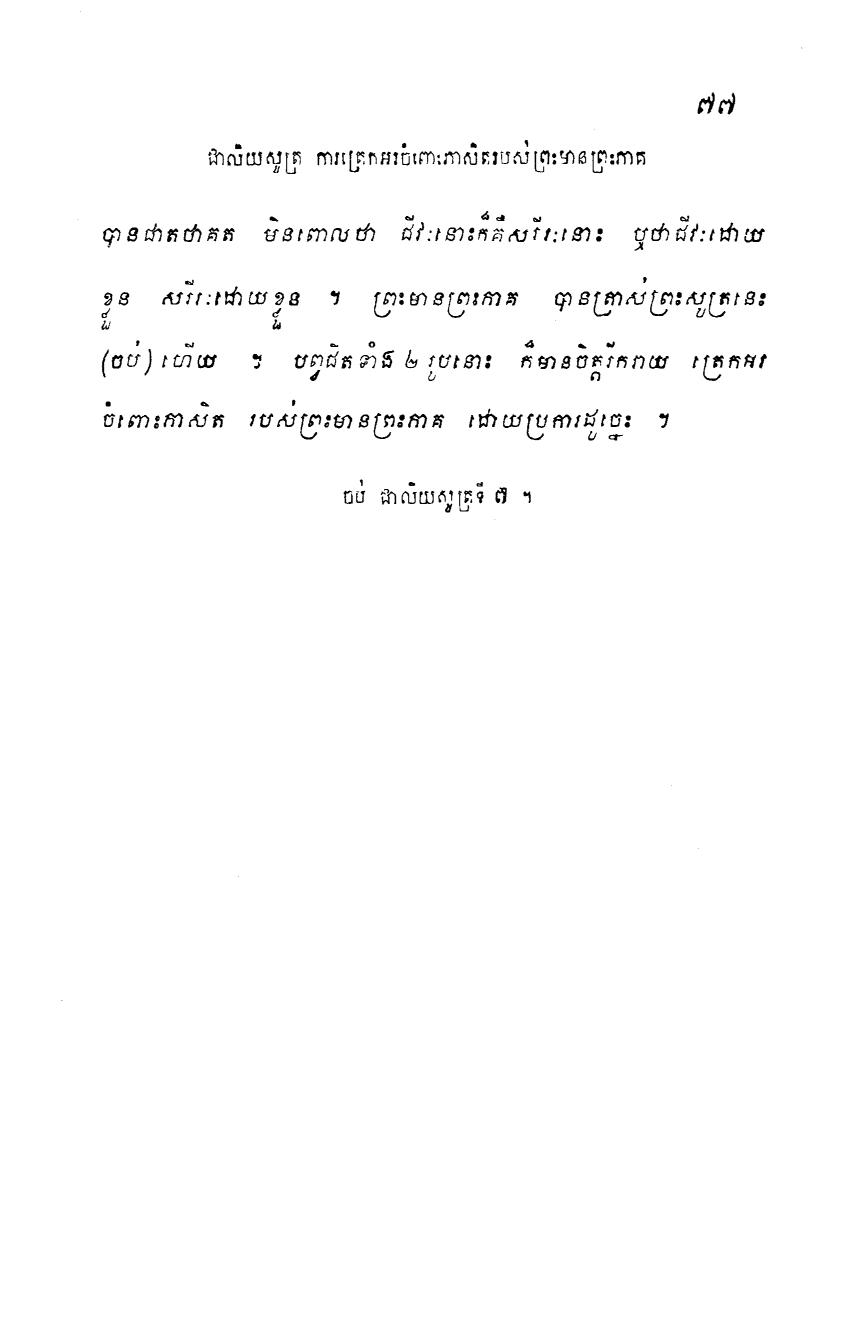 ៧៧
ជាលិយសូត្រ ការត្រេកអរចំពោះភាសិតរបស់ព្រះមានព្រះភាគ
បានជាតថាគត មិនពោលថា ជីវៈនោះក៏គឺសរីរៈនោះ ឬថាជីវៈដោយ
ខ្លួន សរីរៈដោយខ្លួន ។ ព្រះមានព្រះភាគ បានត្រាស់ព្រះសូត្រនេះ
(ចប់) ហើយ ។ បព្វជិតទាំង ២ រូបនោះ ក៏មានចិត្តរីករាយ ត្រេកអរ
ចំពោះភាសិត របស់ព្រះមានព្រះភាគ ដោយប្រការដូច្នេះ ។
ចប់ ជាលិយសូត្រទី ៧ ។